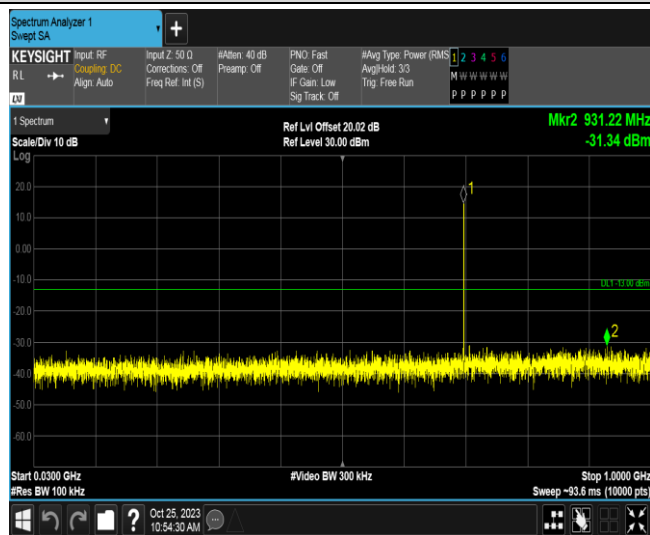 Spectrum Analyzer 1
Swept SA
+
KEYSIGHT
RL
LXI
Input: RF
Coupling: DC
Align: Auto
Input Z: 50 Ω
Corrections: Off
Freq Ref: Int (S)
#Atten: 40 dB
Preamp: Off
PNO: Fast
Gate: Off
IF Gain: Low
Sig Track: Off
#Avg Type: Power (RMS
Avg|Hold: 3/3
Trig: Free Run
1 2 3 4 5 6
M W W W W W
P P P P P P
1 Spectrum
Scale/Div 10 dB
Log
Ref Lvl Offset 20.02 dB
Ref Level 30.00 dBm
Mkr2 931.22 MHz
-31.34 dBm
20.0
10.0
0.00
-10.0
-20.0
-30.0
-40.0
-50.0
-60.0
1
DL1 -13.00 dBm
2
Start 0.0300 GHz
#Res BW 100 kHz
#Video BW 300 kHz
Stop 1.0000 GHz
Sweep ~93.6 ms (10000 pts)
?
Oct 25, 2023
10:54:30 AM